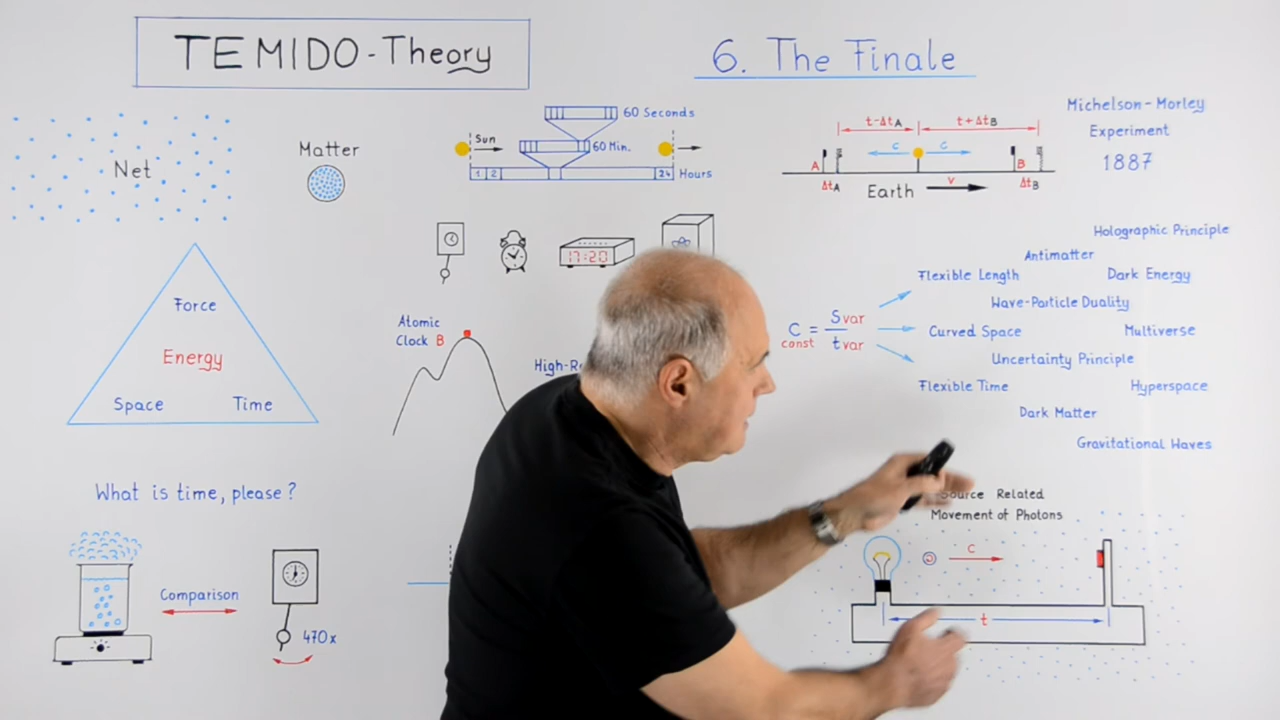 TEMIDO - Theory
6. The Finale
Net
Matter
Sun
60 Seconds
60 Min.
1 2
24
Hours
t-ΔtA
t+ΔtB
c
c
A
B
ΔtA
ΔtB
Earth
v
Michelson-Morley
Experiment
1887
17:20
Force
Energy
Space
Time
Atomic
Clock B
C = Svar
const tvar
Holographic Principle
Antimatter
Flexible Length
Dark Energy
Wave-Particle Duality
Curved Space
Multiverse
Uncertainty Principle
Flexible Time
Hyperspace
Dark Matter
Gravitational Waves
What is time, please?
Comparison
470x
Related
Movement of Photons
c
t